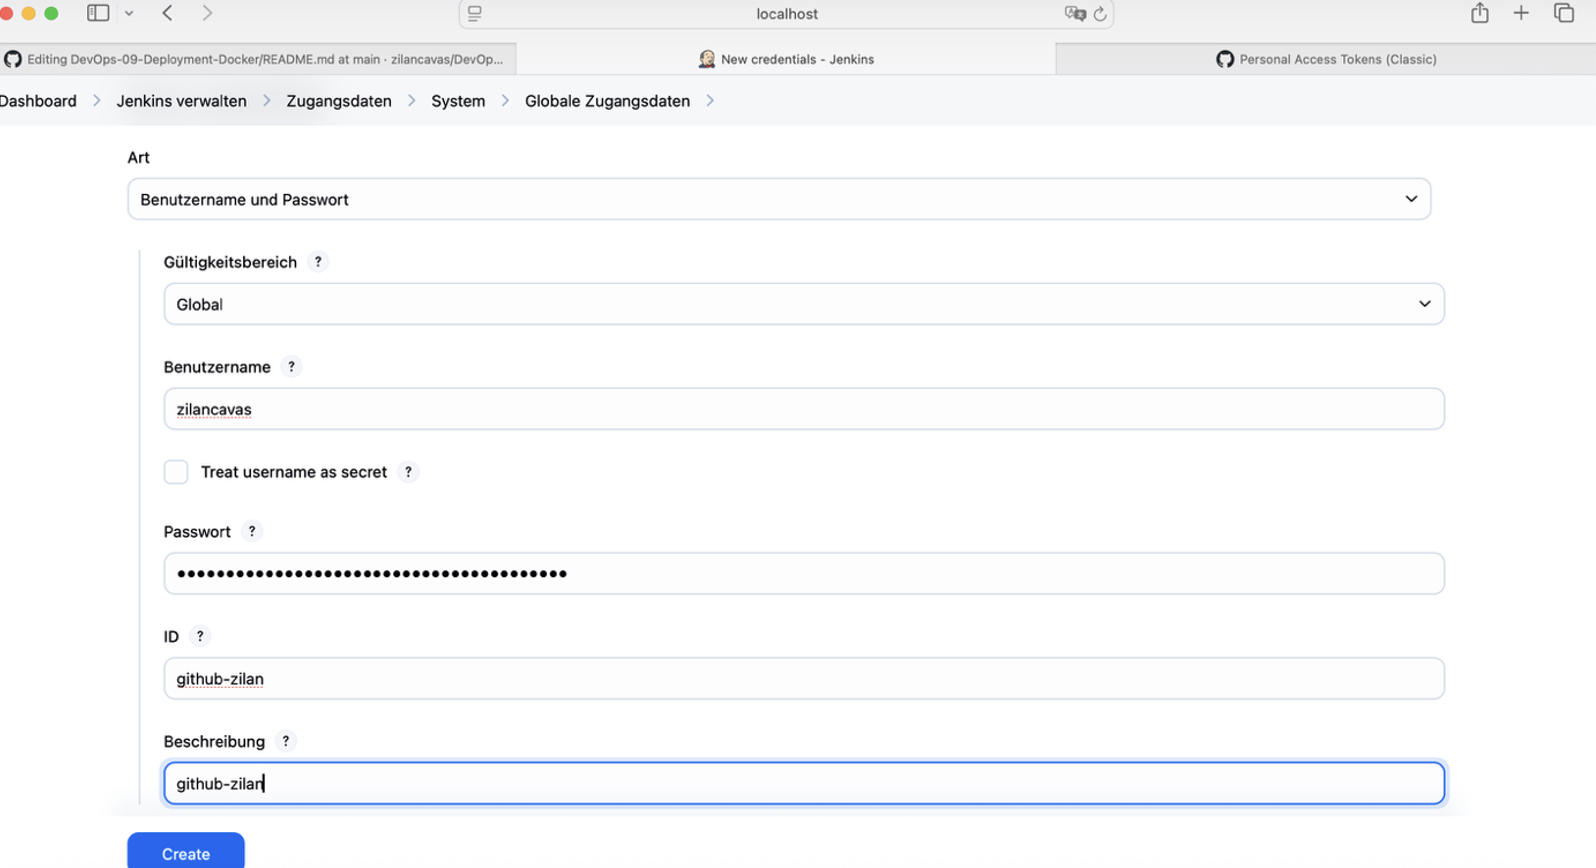 localhost
Editing DevOps-09-Deployment-Docker/README.md at main · zilancavas/DevOp...
New credentials - Jenkins
Personal Access Tokens (Classic)
Dashboard > Jenkins verwalten > Zugangsdaten > System > Globale Zugangsdaten >
Art
Benutzername und Passwort
Gültigkeitsbereich ?
Global
Benutzername ?
zilancavas
Treat username as secret ?
Passwort ?
••••••••••••••••••••••••••••••••••••••••
ID ?
github-zilan
Beschreibung ?
github-zilan
Create